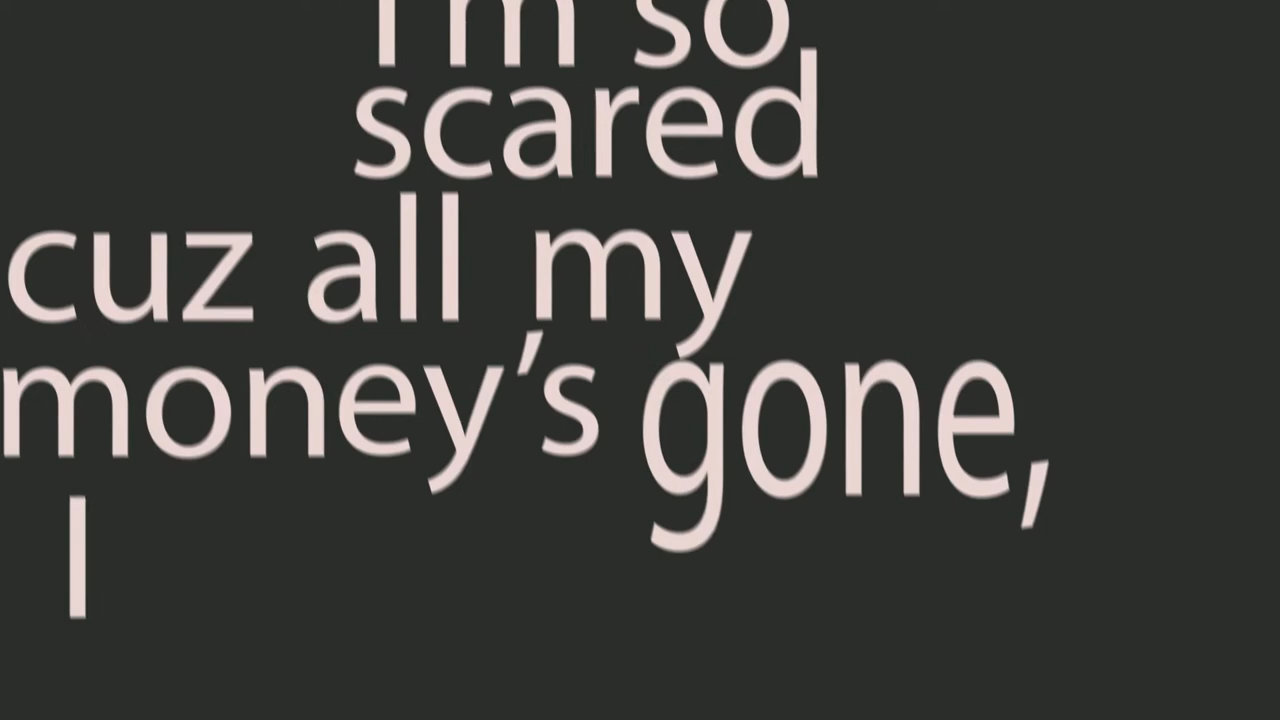 I'm so
scared
cuz all my
money’s gone,
I